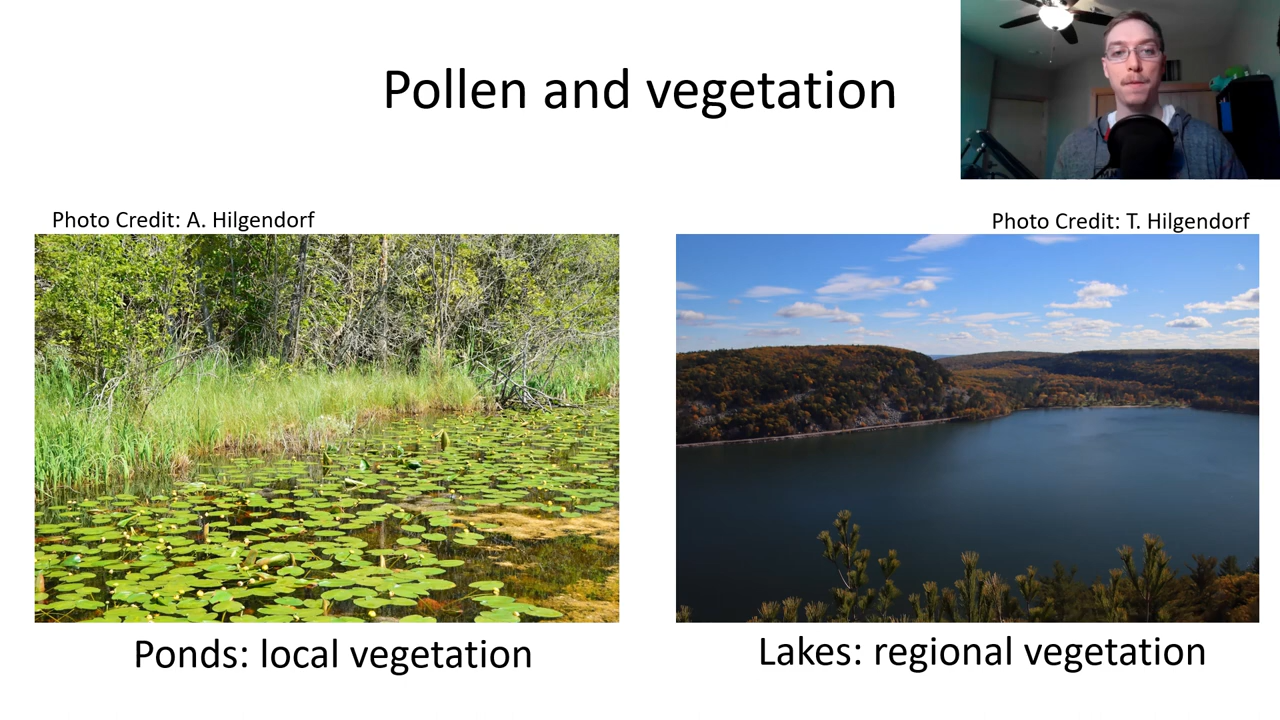 Pollen and vegetation
Photo Credit: A. Hilgendorf
Photo Credit: T. Hilgendorf
Ponds: local vegetation
Lakes: regional vegetation